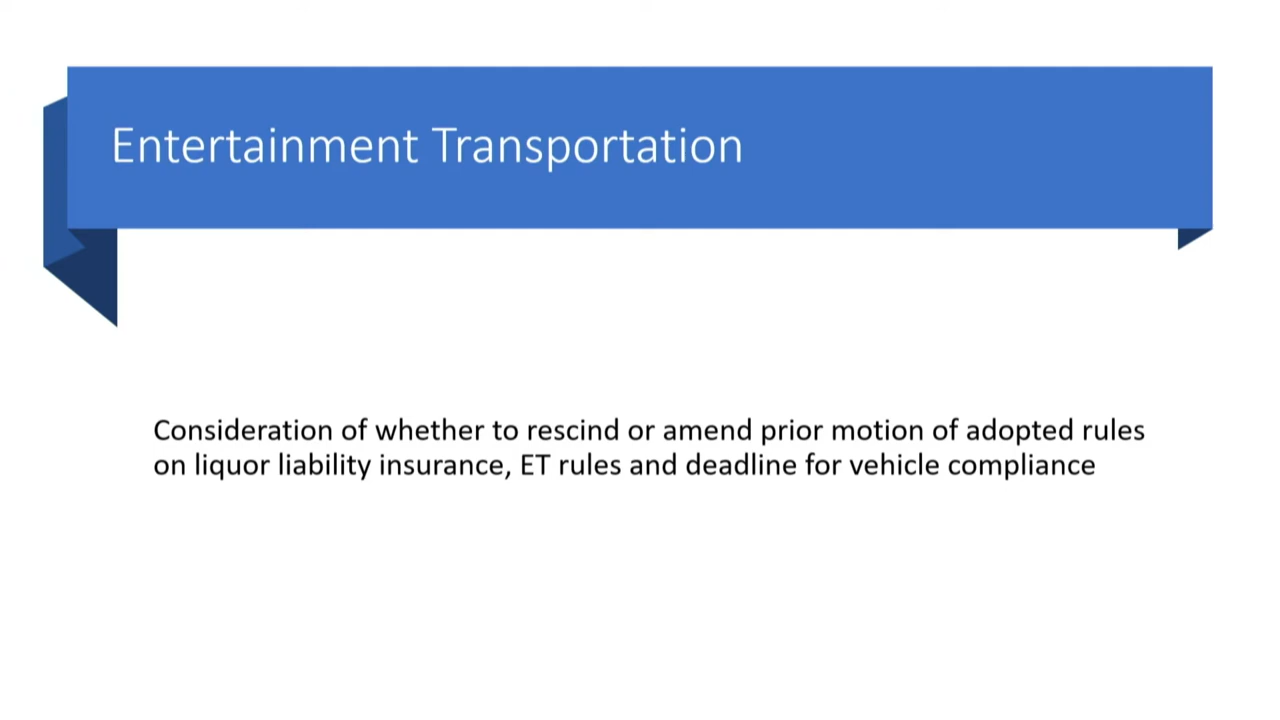 Entertainment Transportation
Consideration of whether to rescind or amend prior motion of adopted rules
on liquor liability insurance, ET rules and deadline for vehicle compliance